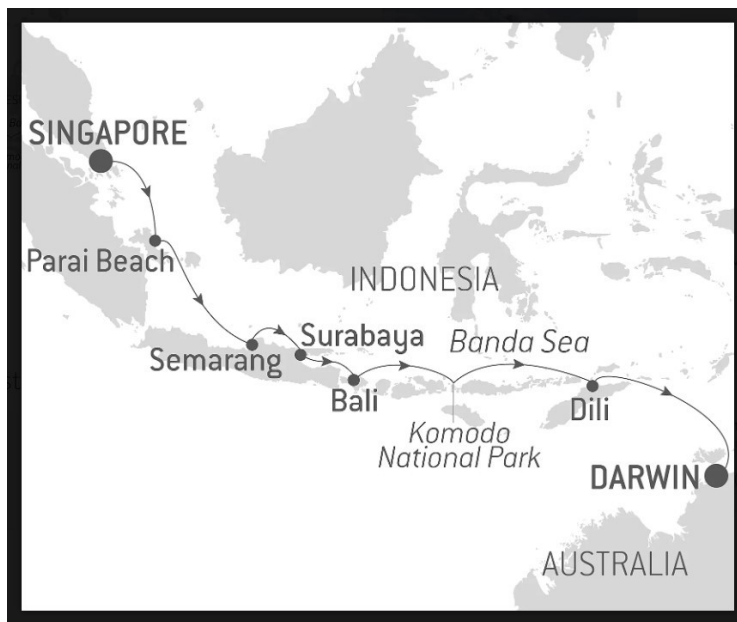 SINGAPORE
Parai Beach
INDONESIA
Semarang
Surabaya
Banda Sea
Bali
Dili
Komodo
National Park
DARWIN
AUSTRALIA